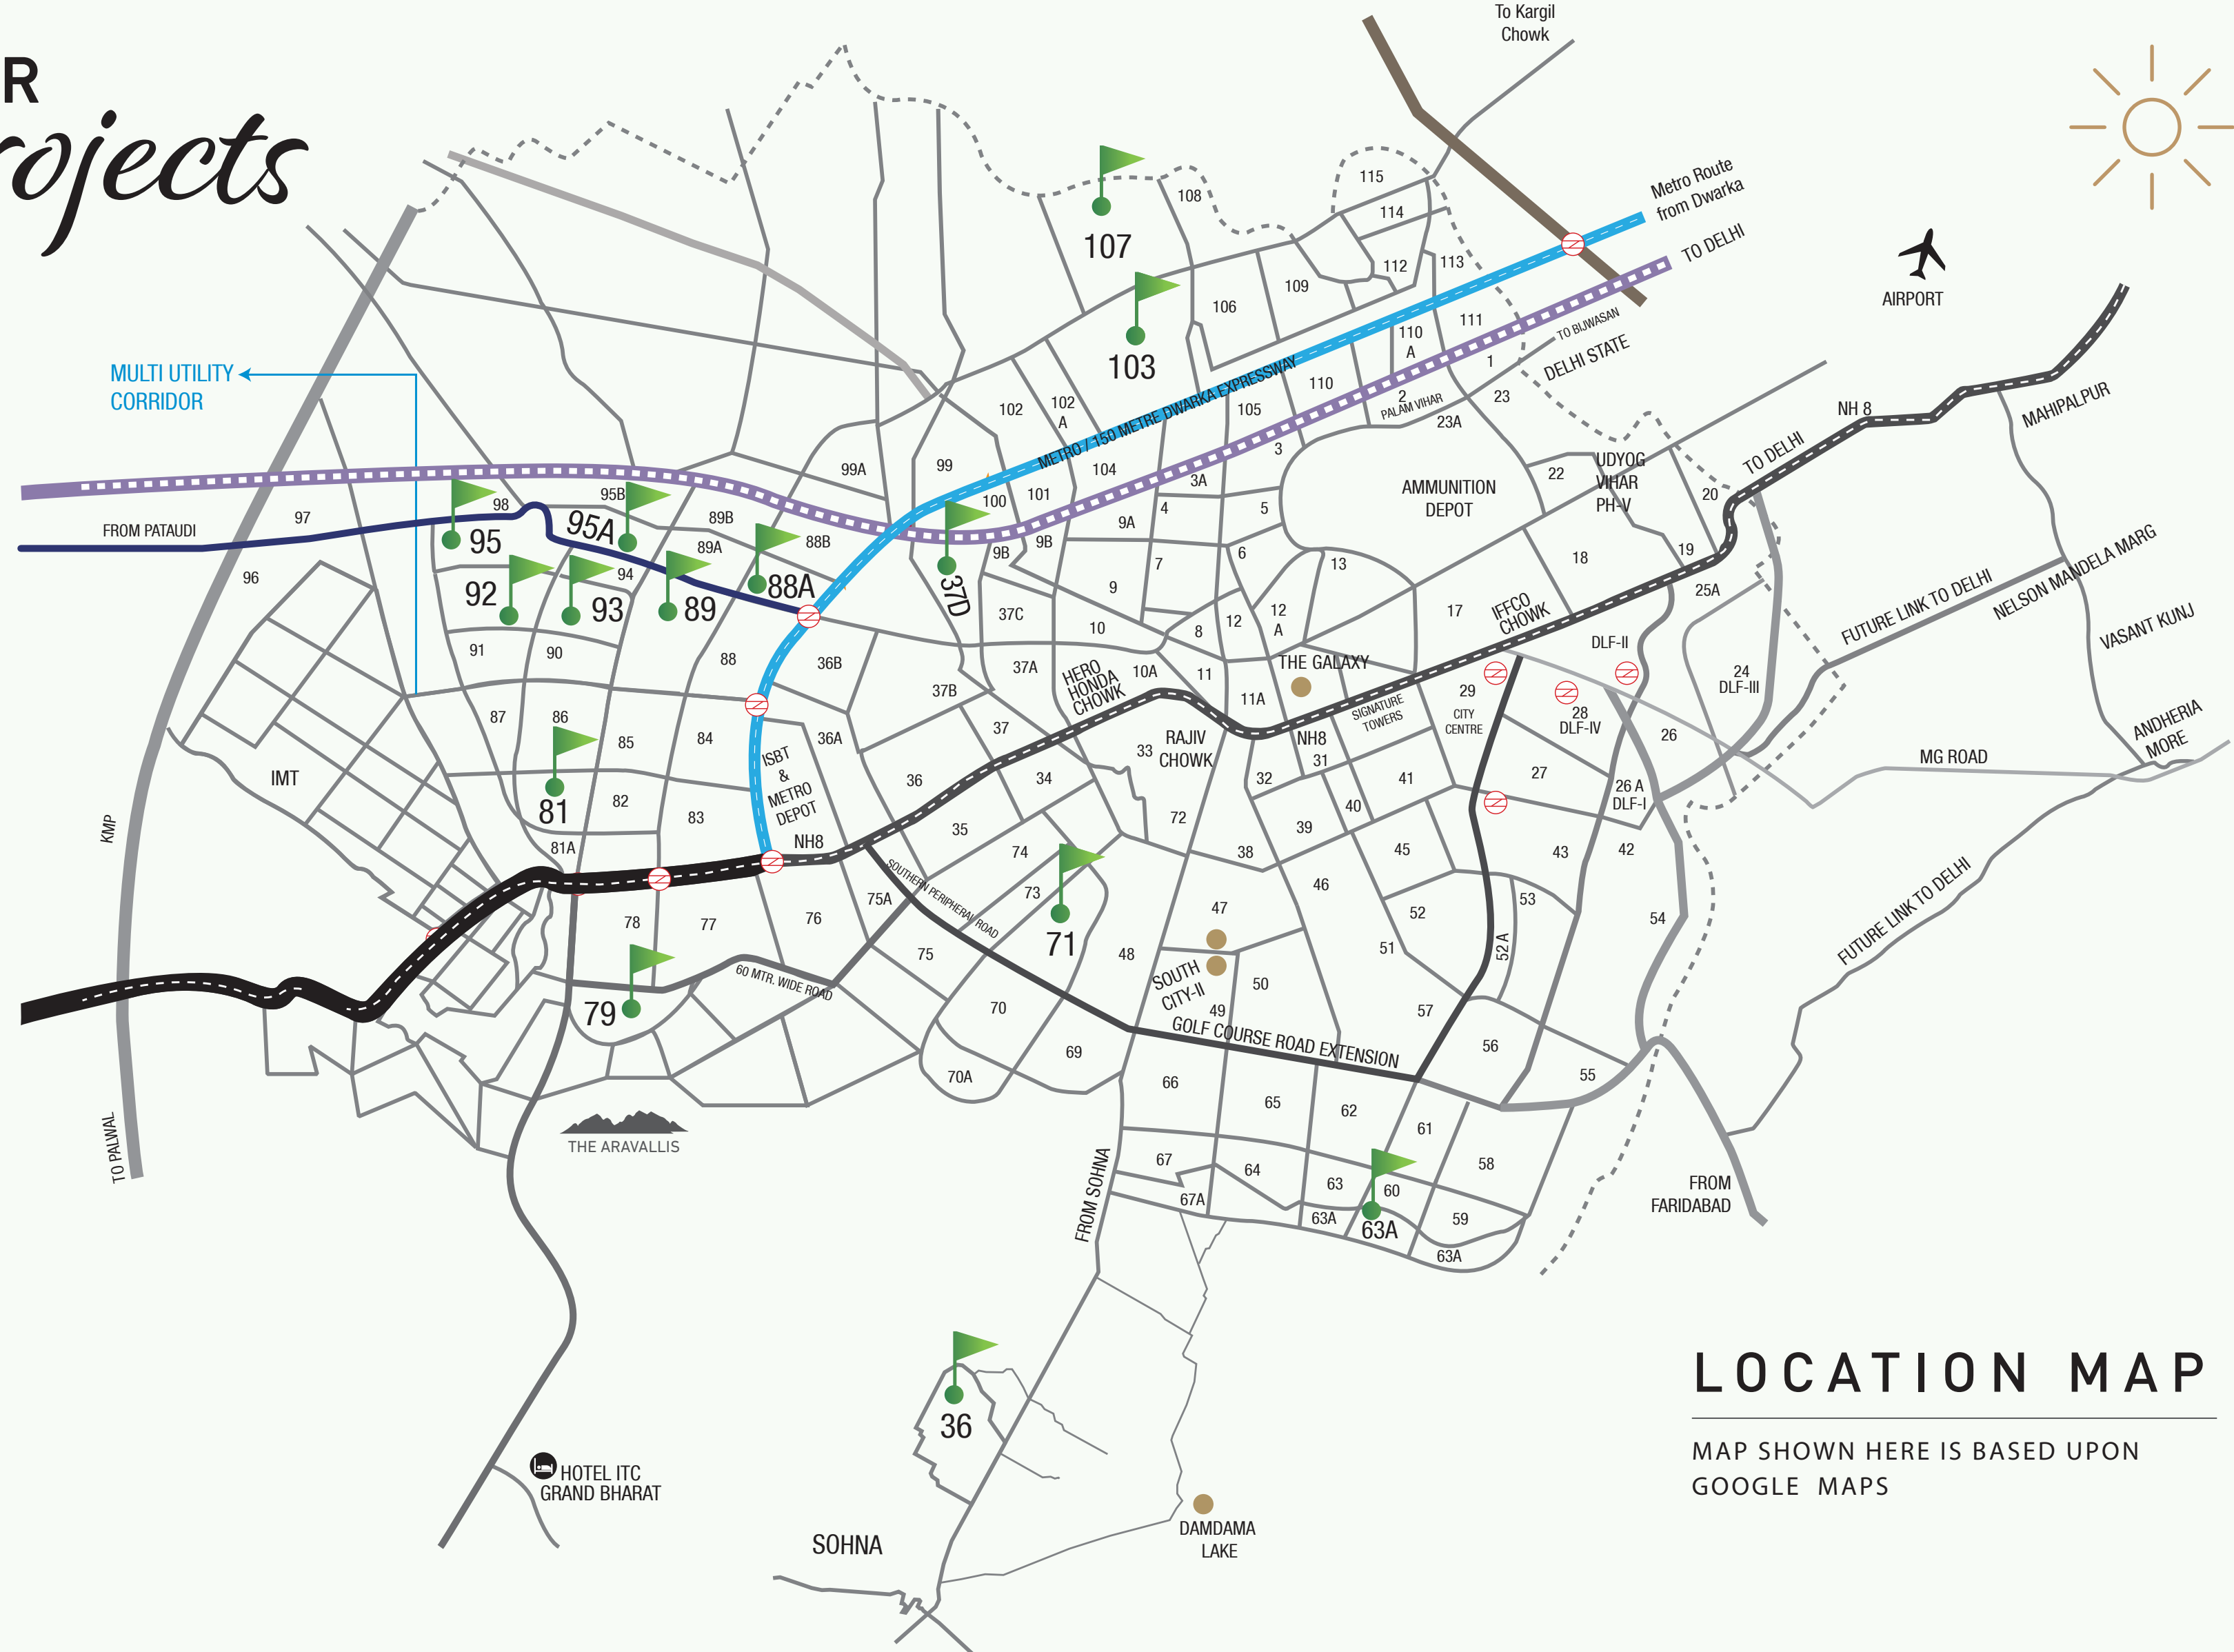 R
rojects
To Kargil
Chowk
Metro Route
from Dwarka
TO DELHI
AIRPORT
107
108
115
114
112
113
109
106
103
111
110
A
TO BIJWASAN
1
DELHI STATE
MULTI UTILITY
CORRIDOR
METRO / 150 METRE DWARKA EXPRESSWAY
110
2
PALAM VIHAR
23
23A
102
102
A
105
NH 8
MAHIPALPUR
TO DELHI
99A
99
104
3
3A
100
101
AMMUNITION
DEPOT
22
UDYOG
VIHAR
PH-V
20
97
98
95B
FROM PATAUDI
95
95A
89B
89A
88B
9B
9B
9A
4
5
37D
96
92
93
94
89
88A
6
7
13
18
19
9
25A
FUTURE LINK TO DELHI
NELSON MANDELA MARG
37C
10
8
12
12
A
17
IFFCO
CHOWK
DLF-II
VASANT KUNJ
91
90
88
36B
37A
37B
HERO
HONDA
CHOWK
10A
11
THE GALAXY
11A
29
CITY
CENTRE
28
DLF-IV
24
DLF-III
87
86
85
84
36A
37
SIGNATURE
TOWERS
26
ANDHERIA
MORE
MG ROAD
33
RAJIV
CHOWK
NH8
31
IMT
ISBT
&
METRO
DEPOT
36
34
32
41
27
26 A
DLF-I
81
82
83
40
39
72
KMP
NH8
35
81A
74
38
45
43
42
SOUTHERN PERIPHERAL ROAD
73
46
75A
47
52
53
FUTURE LINK TO DELHI
78
77
76
71
54
75
48
51
52 A
60 MTR. WIDE ROAD
SOUTH
CITY-II
50
79
70
49
57
GOLF COURSE ROAD EXTENSION
56
69
70A
66
55
65
62
61
TO PALWAL
THE ARAVALLIS
FROM SOHNA
67
64
63
60
58
67A
63A
63A
59
63A
FROM
FARIDABAD
36
LOCATION MAP
MAP SHOWN HERE IS BASED UPON
GOOGLE MAPS
HOTEL ITC
GRAND BHARAT
SOHNA
DAMDAMA
LAKE